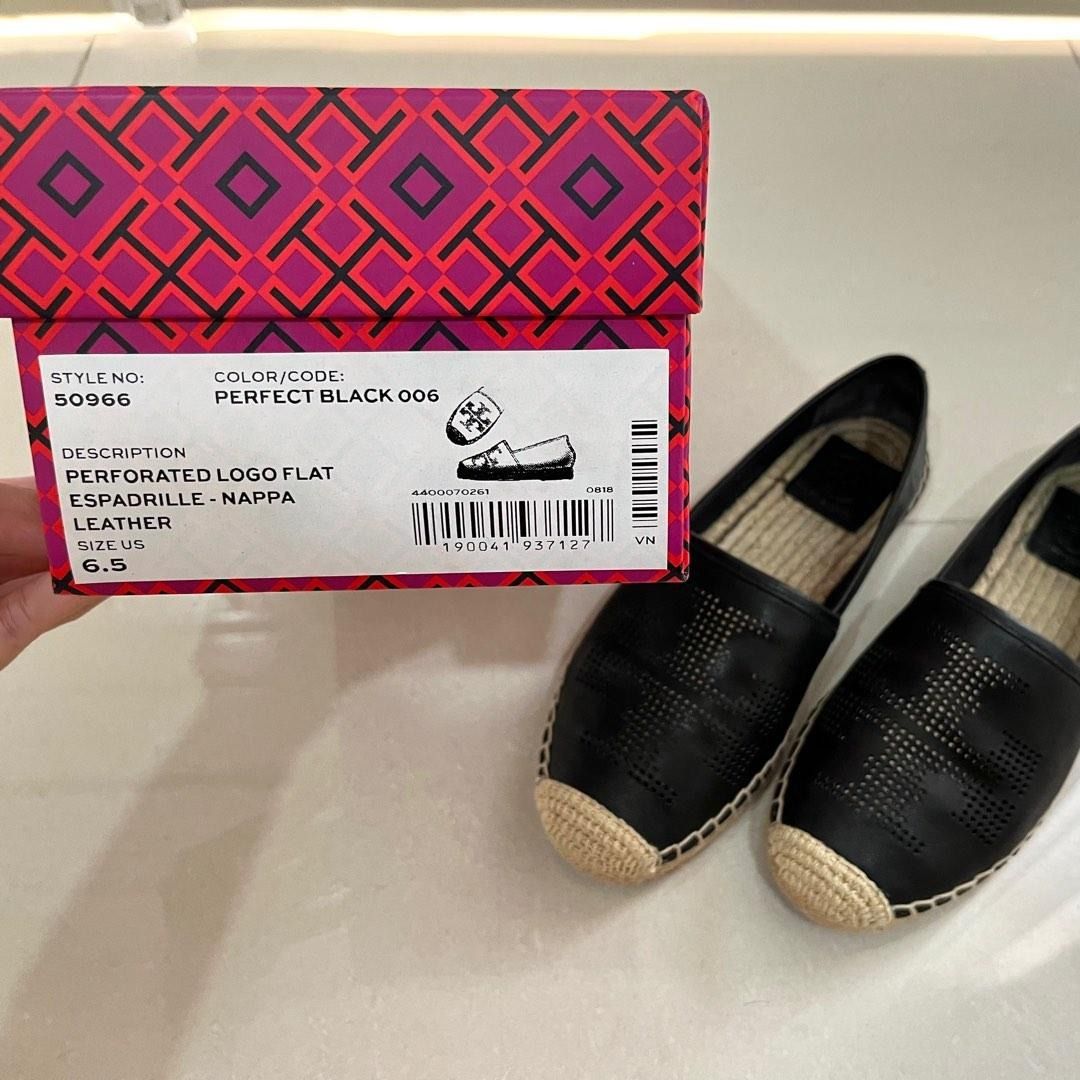 STYLE NO:
50966
COLOR/CODE:
PERFECT BLACK 006
DESCRIPTION
PERFORATED LOGO FLAT
ESPADRILLE - NAPPA
LEATHER
SIZE US
6.5
4400070261 0818
190041 937127
VN